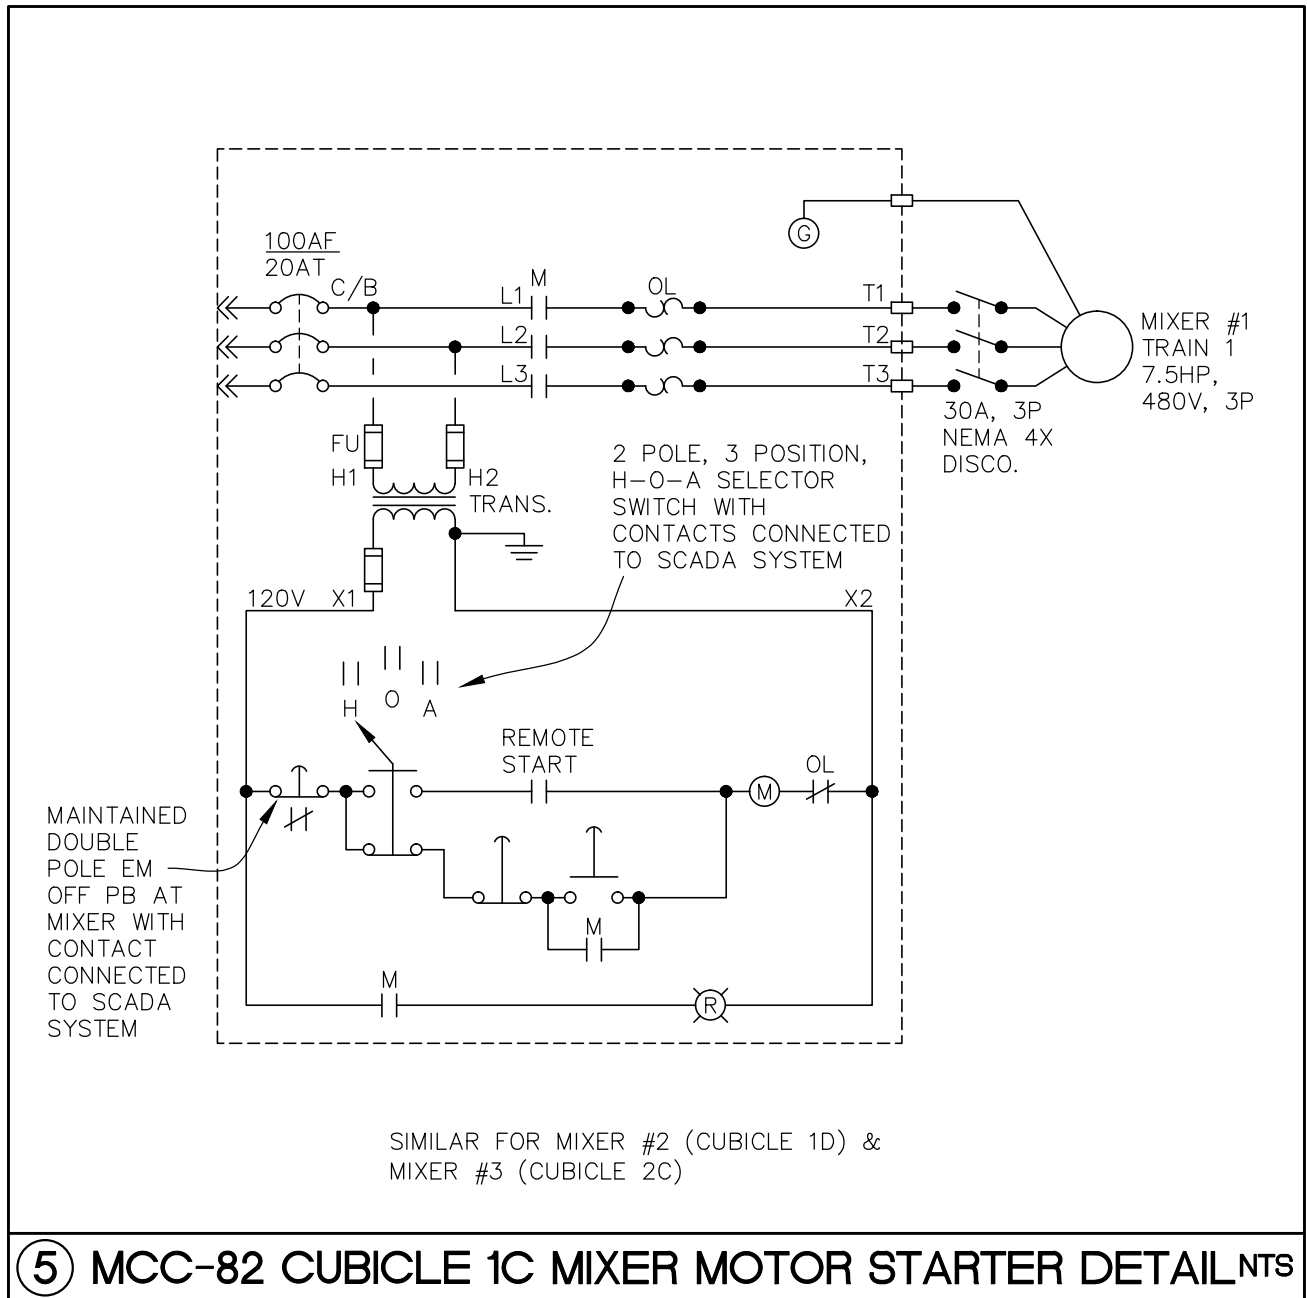 G
100AF
20AT
C/B
L1
M
OL
T1
L2
T2
L3
T3
MIXER #1
TRAIN 1
7.5HP,
480V, 3P
30A, 3P
NEMA 4X
DISCO.
FU
H1
H2
TRANS.
2 POLE, 3 POSITION,
H-O-A SELECTOR
SWITCH WITH
CONTACTS CONNECTED
TO SCADA SYSTEM
120V X1
X2
H O A
REMOTE
START
M
OL
MAINTAINED
DOUBLE
POLE EM
OFF PB AT
MIXER WITH
CONTACT
CONNECTED
TO SCADA
SYSTEM
M
M
R
SIMILAR FOR MIXER #2 (CUBICLE 1D) &
MIXER #3 (CUBICLE 2C)
5 MCC-82 CUBICLE 1C MIXER MOTOR STARTER DETAIL NTS